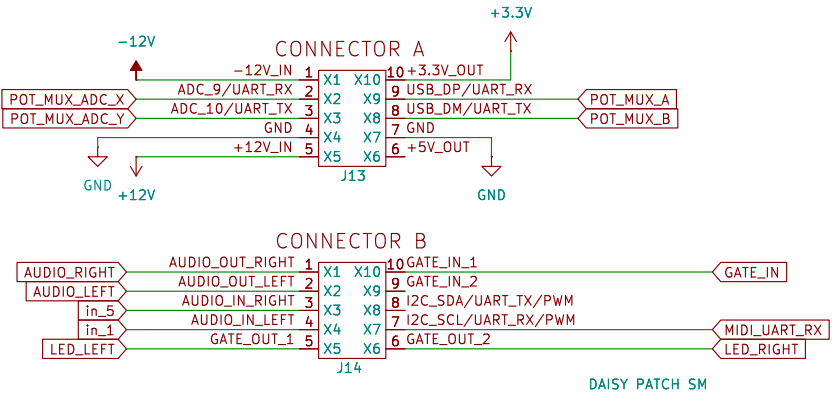 +3.3V
-12V
CONNECTOR A
-12V_IN 1 X1 X10 10 +3.3V_OUT
POT_MUX_ADC_X ADC_9/UART_RX 2 X2 X9 9 USB_DP/UART_RX POT_MUX_A
POT_MUX_ADC_Y ADC_10/UART_TX 3 X3 X8 8 USB_DM/UART_TX POT_MUX_B
GND 4 X4 X7 7 GND
+12V_IN 5 X5 X6 6 +5V_OUT
J13
GND
+12V
GND
CONNECTOR B
AUDIO_RIGHT AUDIO_OUT_RIGHT 1 X1 X10 10 GATE_IN_1 GATE_IN
AUDIO_LEFT AUDIO_OUT_LEFT 2 X2 X9 9 GATE_IN_2
in_5 AUDIO_IN_RIGHT 3 X3 X8 8 I2C_SDA/UART_TX/PWM
in_1 AUDIO_IN_LEFT 4 X4 X7 7 I2C_SCL/UART_RX/PWM MIDI_UART_RX
LED_LEFT GATE_OUT_1 5 X5 X6 6 GATE_OUT_2 LED_RIGHT
J14
DAISY PATCH SM